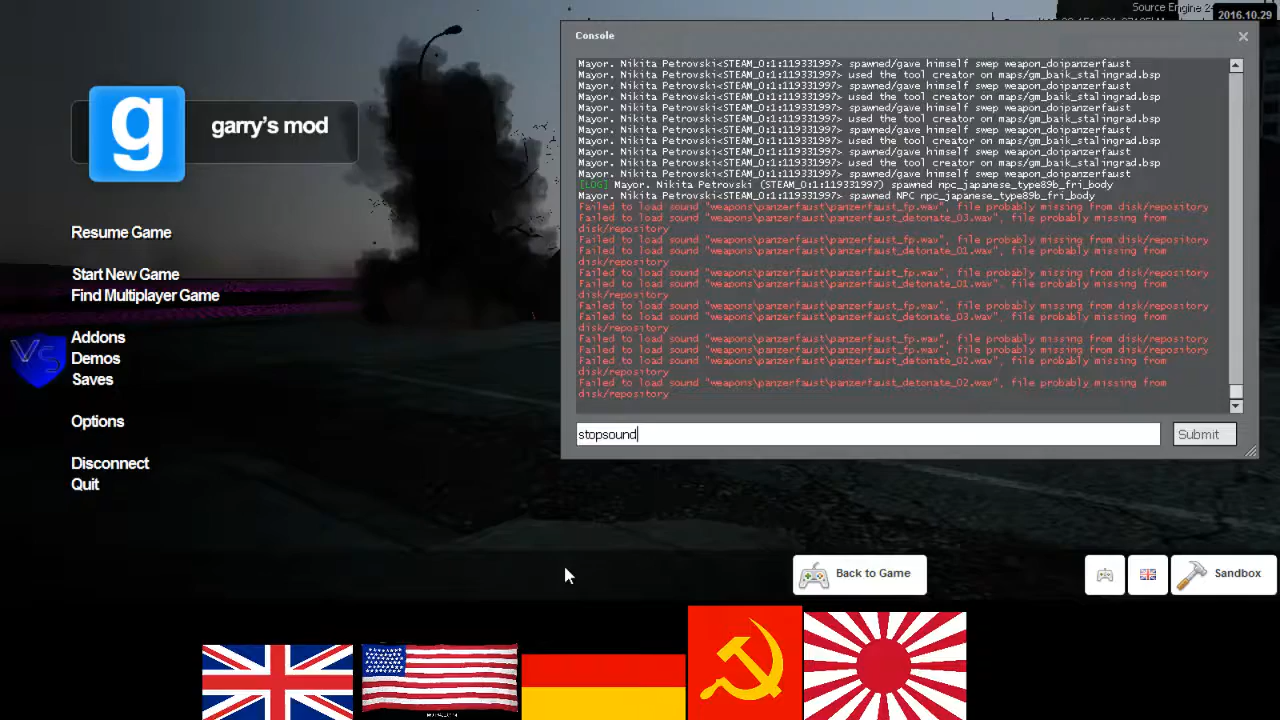 Source Engine 24
2016.10.29
Console
Mayor. Nikita Petrovski<STEAM_0:1:119331997> spawned/gave himself swep weapon_doipanzerfaust
Mayor. Nikita Petrovski<STEAM_0:1:119331997> used the tool creator on maps/gm_baik_stalingrad.bsp
Mayor. Nikita Petrovski<STEAM_0:1:119331997> spawned/gave himself swep weapon_doipanzerfaust
Mayor. Nikita Petrovski<STEAM_0:1:119331997> used the tool creator on maps/gm_baik_stalingrad.bsp
Mayor. Nikita Petrovski<STEAM_0:1:119331997> spawned/gave himself swep weapon_doipanzerfaust
Mayor. Nikita Petrovski<STEAM_0:1:119331997> used the tool creator on maps/gm_baik_stalingrad.bsp
Mayor. Nikita Petrovski<STEAM_0:1:119331997> spawned/gave himself swep weapon_doipanzerfaust
Mayor. Nikita Petrovski<STEAM_0:1:119331997> used the tool creator on maps/gm_baik_stalingrad.bsp
Mayor. Nikita Petrovski<STEAM_0:1:119331997> spawned/gave himself swep weapon_doipanzerfaust
Mayor. Nikita Petrovski<STEAM_0:1:119331997> used the tool creator on maps/gm_baik_stalingrad.bsp
Mayor. Nikita Petrovski<STEAM_0:1:119331997> spawned/gave himself swep weapon_doipanzerfaust
[LOG] Mayor. Nikita Petrovski (STEAM_0:1:119331997) spawned npc_japanese_type89b_fri_body
Mayor. Nikita Petrovski<STEAM_0:1:119331997> spawned NPC npc_japanese_type89b_fri_body
Failed to load sound "weapons\panzerfaust\panzerfaust_fp.wav", file probably missing from disk/repository
Failed to load sound "weapons\panzerfaust\panzerfaust_detonate_03.wav", file probably missing from
disk/repository
Failed to load sound "weapons\panzerfaust\panzerfaust_fp.wav", file probably missing from disk/repository
Failed to load sound "weapons\panzerfaust\panzerfaust_detonate_01.wav", file probably missing from
disk/repository
Failed to load sound "weapons\panzerfaust\panzerfaust_fp.wav", file probably missing from disk/repository
Failed to load sound "weapons\panzerfaust\panzerfaust_detonate_01.wav", file probably missing from
disk/repository
Failed to load sound "weapons\panzerfaust\panzerfaust_fp.wav", file probably missing from disk/repository
Failed to load sound "weapons\panzerfaust\panzerfaust_detonate_03.wav", file probably missing from
disk/repository
Failed to load sound "weapons\panzerfaust\panzerfaust_fp.wav", file probably missing from disk/repository
Failed to load sound "weapons\panzerfaust\panzerfaust_fp.wav", file probably missing from disk/repository
Failed to load sound "weapons\panzerfaust\panzerfaust_detonate_02.wav", file probably missing from
disk/repository
Failed to load sound "weapons\panzerfaust\panzerfaust_detonate_02.wav", file probably missing from
disk/repository
stopsound
Submit
g
garry's mod
Resume Game
Start New Game
Find Multiplayer Game
Addons
Demos
Saves
VS
Options
Disconnect
Quit
Back to Game
Sandbox